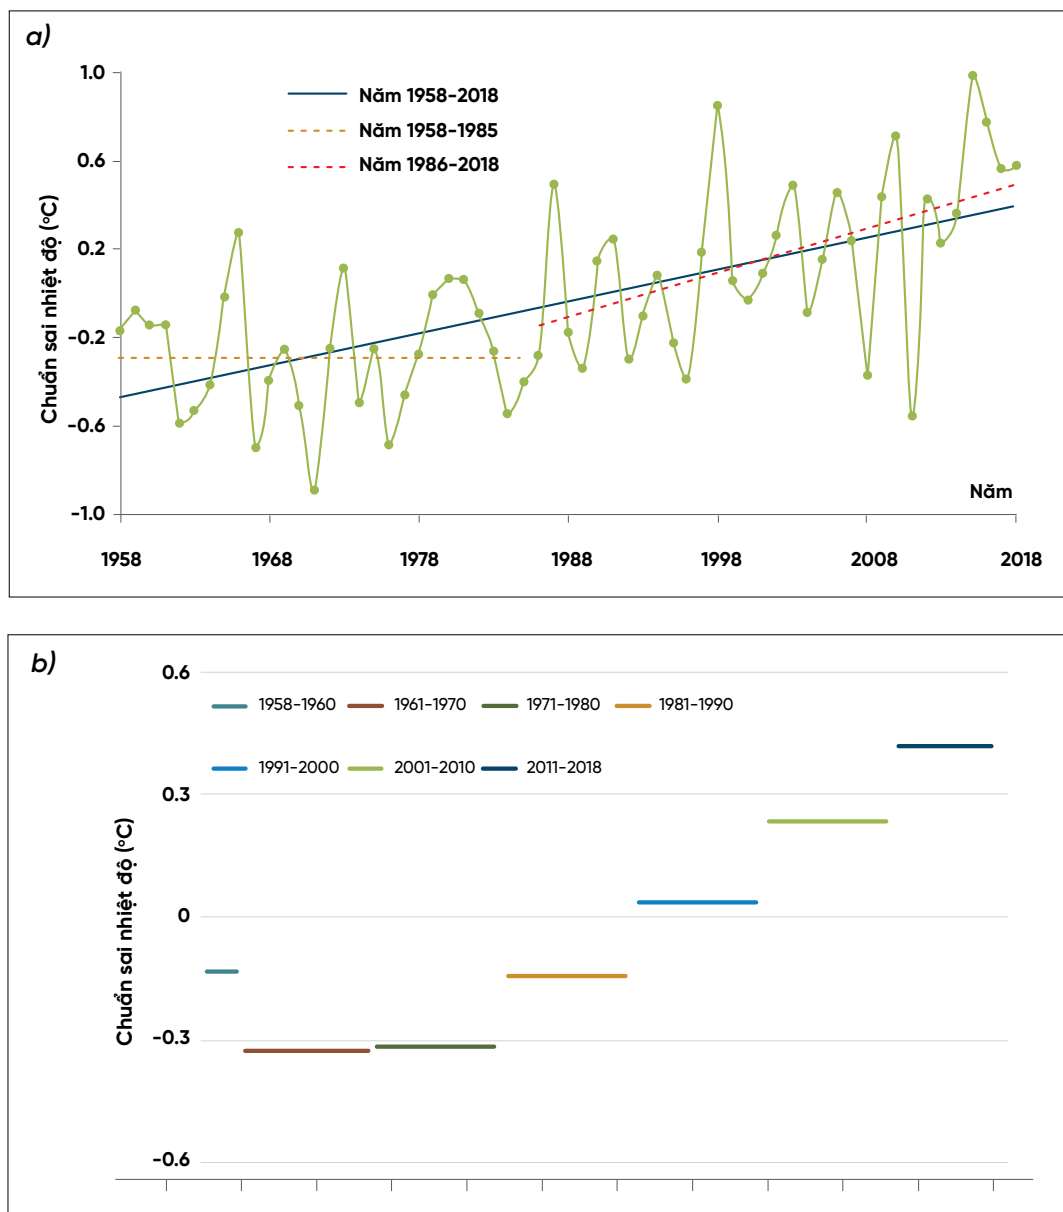 a)
1.0
0.6
0.2
-0.2
-0.6
-1.0
Chuẩn sai nhiệt độ (ºC)
Năm 1958-2018
Năm 1958-1985
Năm 1986-2018
Năm
1958 1968 1978 1988 1998 2008 2018
b)
0.6
0.3
0
-0.3
-0.6
Chuẩn sai nhiệt độ (ºC)
1958-1960 1961-1970 1971-1980 1981-1990
1991-2000 2001-2010 2011-2018